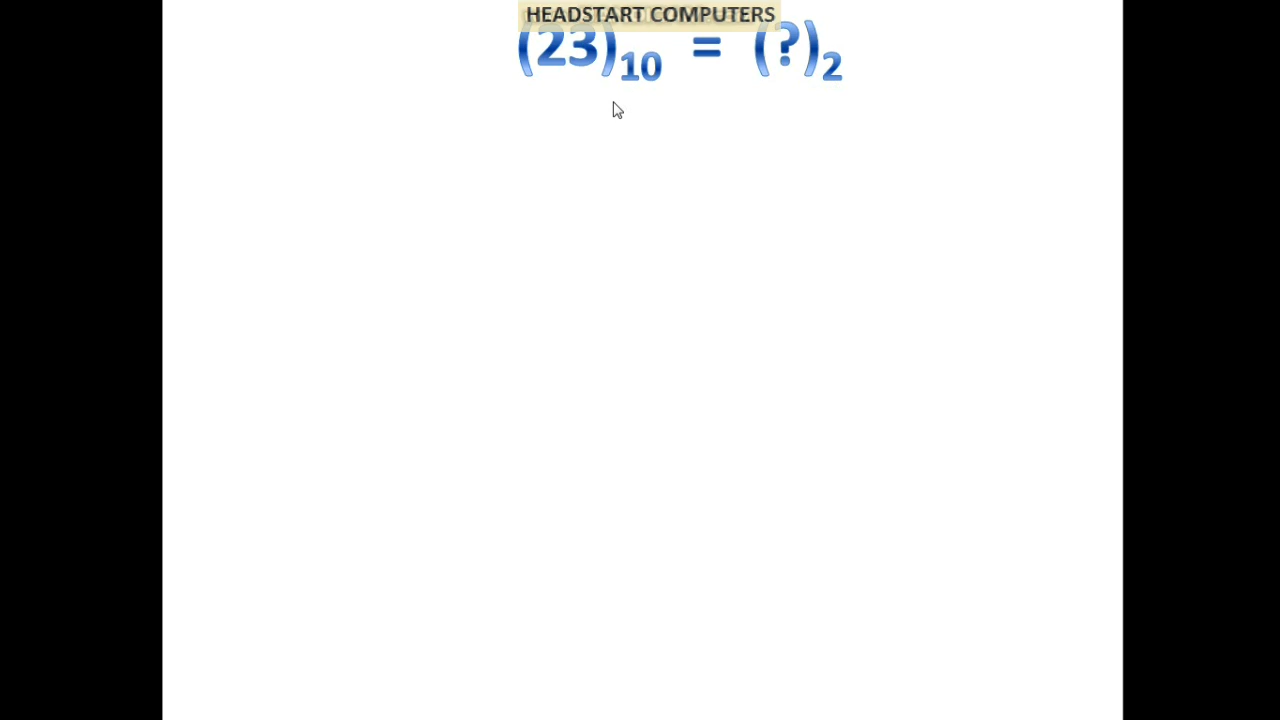 HEADSTART COMPUTERS
(23)10 = (?)2